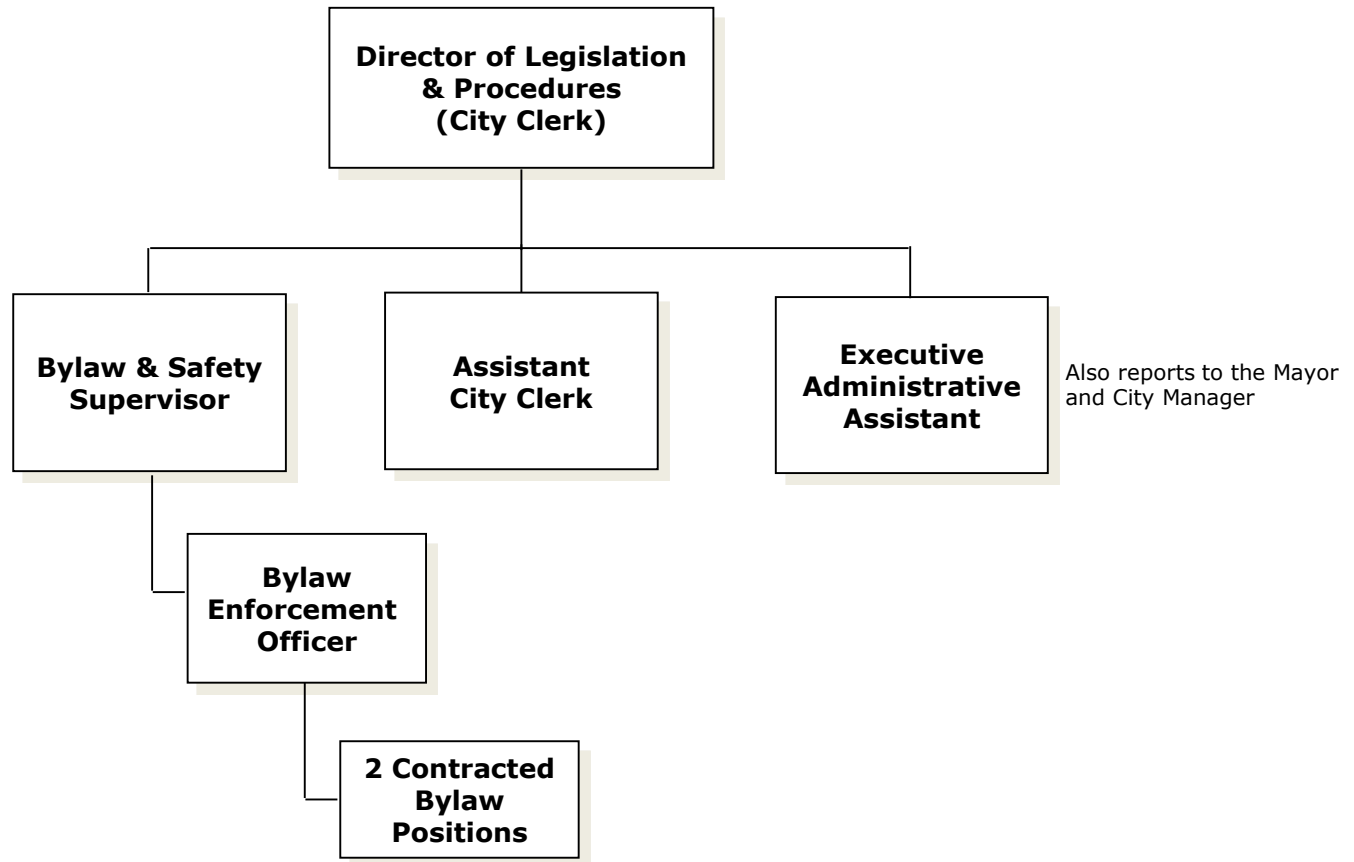 Director of Legislation
& Procedures
(City Clerk)
Bylaw & Safety
Supervisor
Assistant
City Clerk
Executive
Administrative
Assistant
Also reports to the Mayor
and City Manager
Bylaw
Enforcement
Officer
2 Contracted
Bylaw
Positions